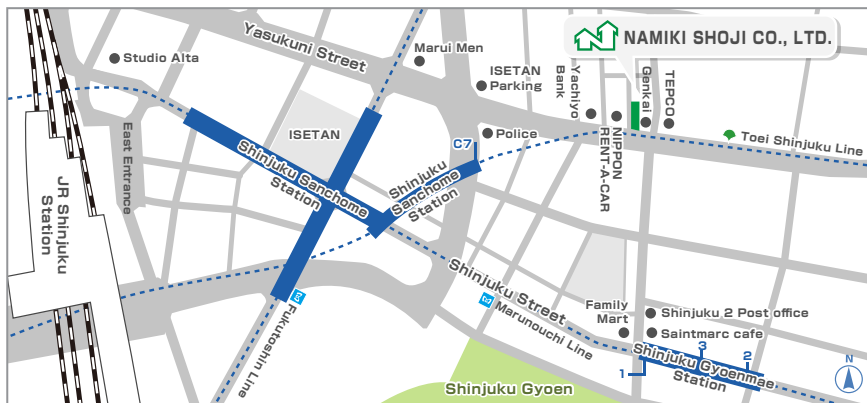 NAMIKI SHOJI CO., LTD.
Yasukuni Street
Marui Men
Studio Alta
ISETAN
Parking
Yachiyo
Bank
Genkai
TEPCO
ISETAN
Police
C7
NIPPON
RENT-A-CAR
Toei Shinjuku Line
East Entrance
JR Shinjuku
Station
Shinjuku Sanchome
Station
Shinjuku
Sanchome
Station
Shinjuku Street
Marunouchi Line
Fukutoshin Line
Family
Mart
Shinjuku 2 Post office
Saintmarc cafe
1
3
2
Shinjuku Gyoenmae
Station
Shinjuku Gyoen
N